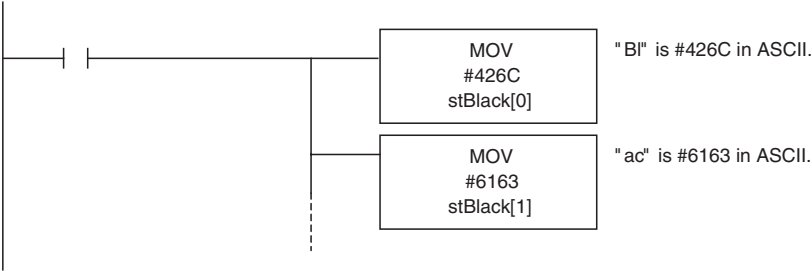 MOV
#426C
stBlack[0]
"Bl" is #426C in ASCII.
MOV
#6163
stBlack[1]
"ac" is #6163 in ASCII.